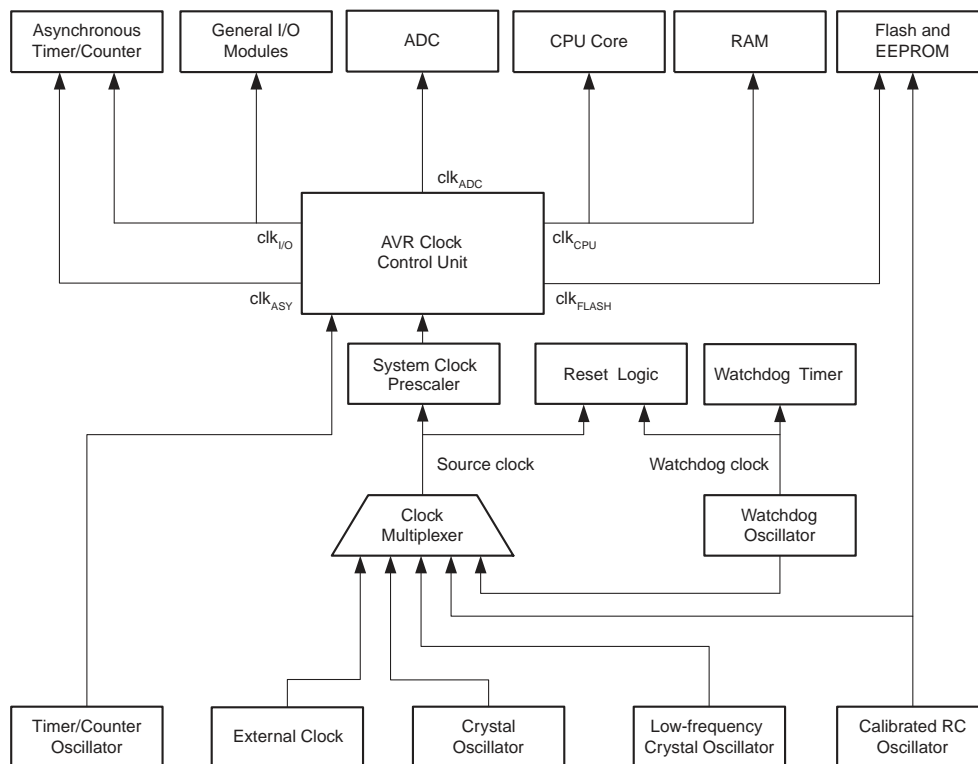 Asynchronous
Timer/Counter
General I/O
Modules
ADC
CPU Core
RAM
Flash and
EEPROM
clkADC
clkI/O
AVR Clock
Control Unit
clkCPU
clkASY
clkFLASH
System Clock
Prescaler
Reset Logic
Watchdog Timer
Source clock
Watchdog clock
Clock
Multiplexer
Watchdog
Oscillator
Timer/Counter
Oscillator
External Clock
Crystal
Oscillator
Low-frequency
Crystal Oscillator
Calibrated RC
Oscillator